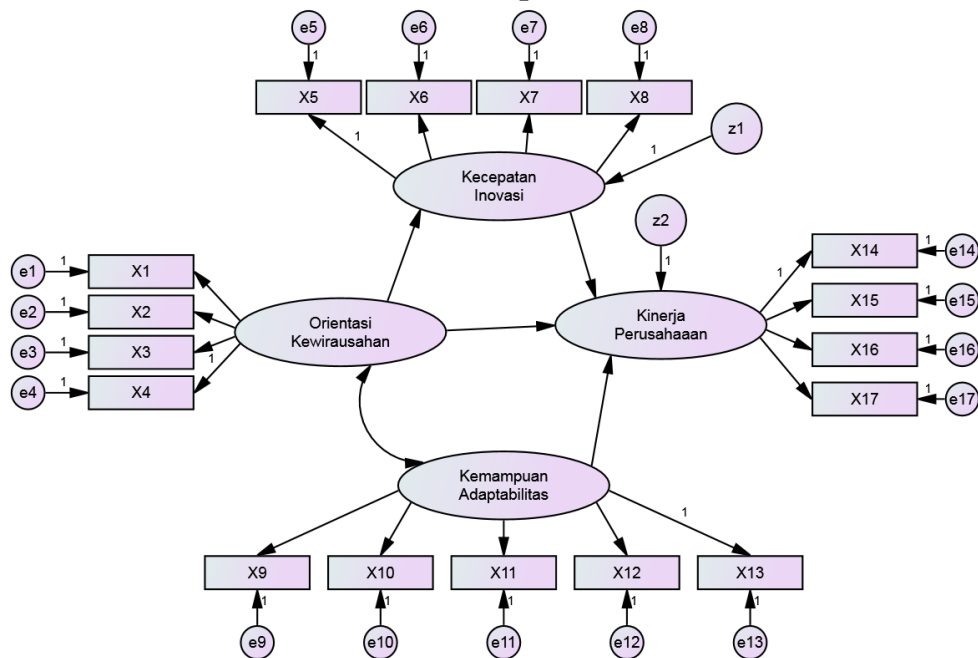 e5
e6
e7
e8
1
1
1
1
X5
X6
X7
X8
z1
1
1
Kecepatan
Inovasi
z2
1
e1
1
X1
e2
1
X2
e3
1
X3
e4
1
X4
1
Orientasi
Kewirausahan
Kinerja
Perusahaaan
1
X14
1
e14
X15
1
e15
X16
1
e16
X17
1
e17
Kemampuan
Adaptabilitas
1
X9
X10
X11
X12
X13
1
1
1
1
1
e9
e10
e11
e12
e13